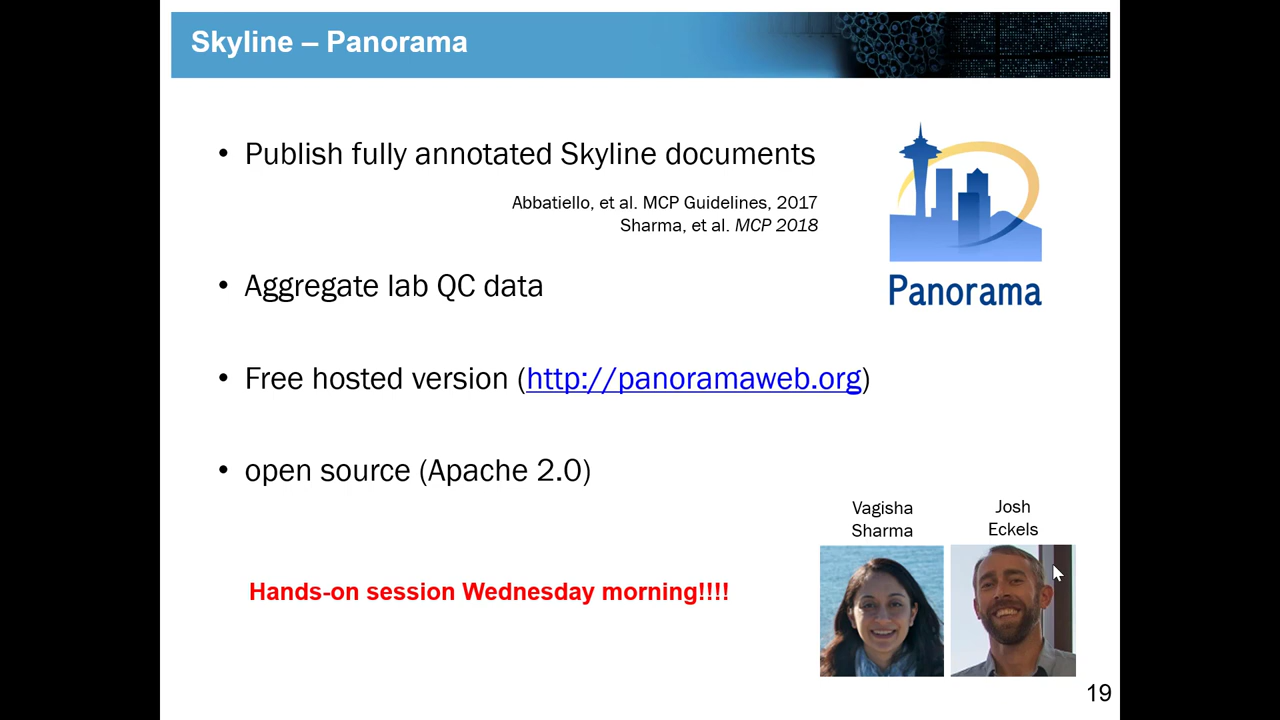 Skyline – Panorama
• Publish fully annotated Skyline documents
Abbatiello, et al. MCP Guidelines, 2017
Sharma, et al. MCP 2018
• Aggregate lab QC data
Panorama
• Free hosted version (http://panoramaweb.org)
• open source (Apache 2.0)
Vagisha
Sharma
Josh
Eckels
Hands-on session Wednesday morning!!!!
19